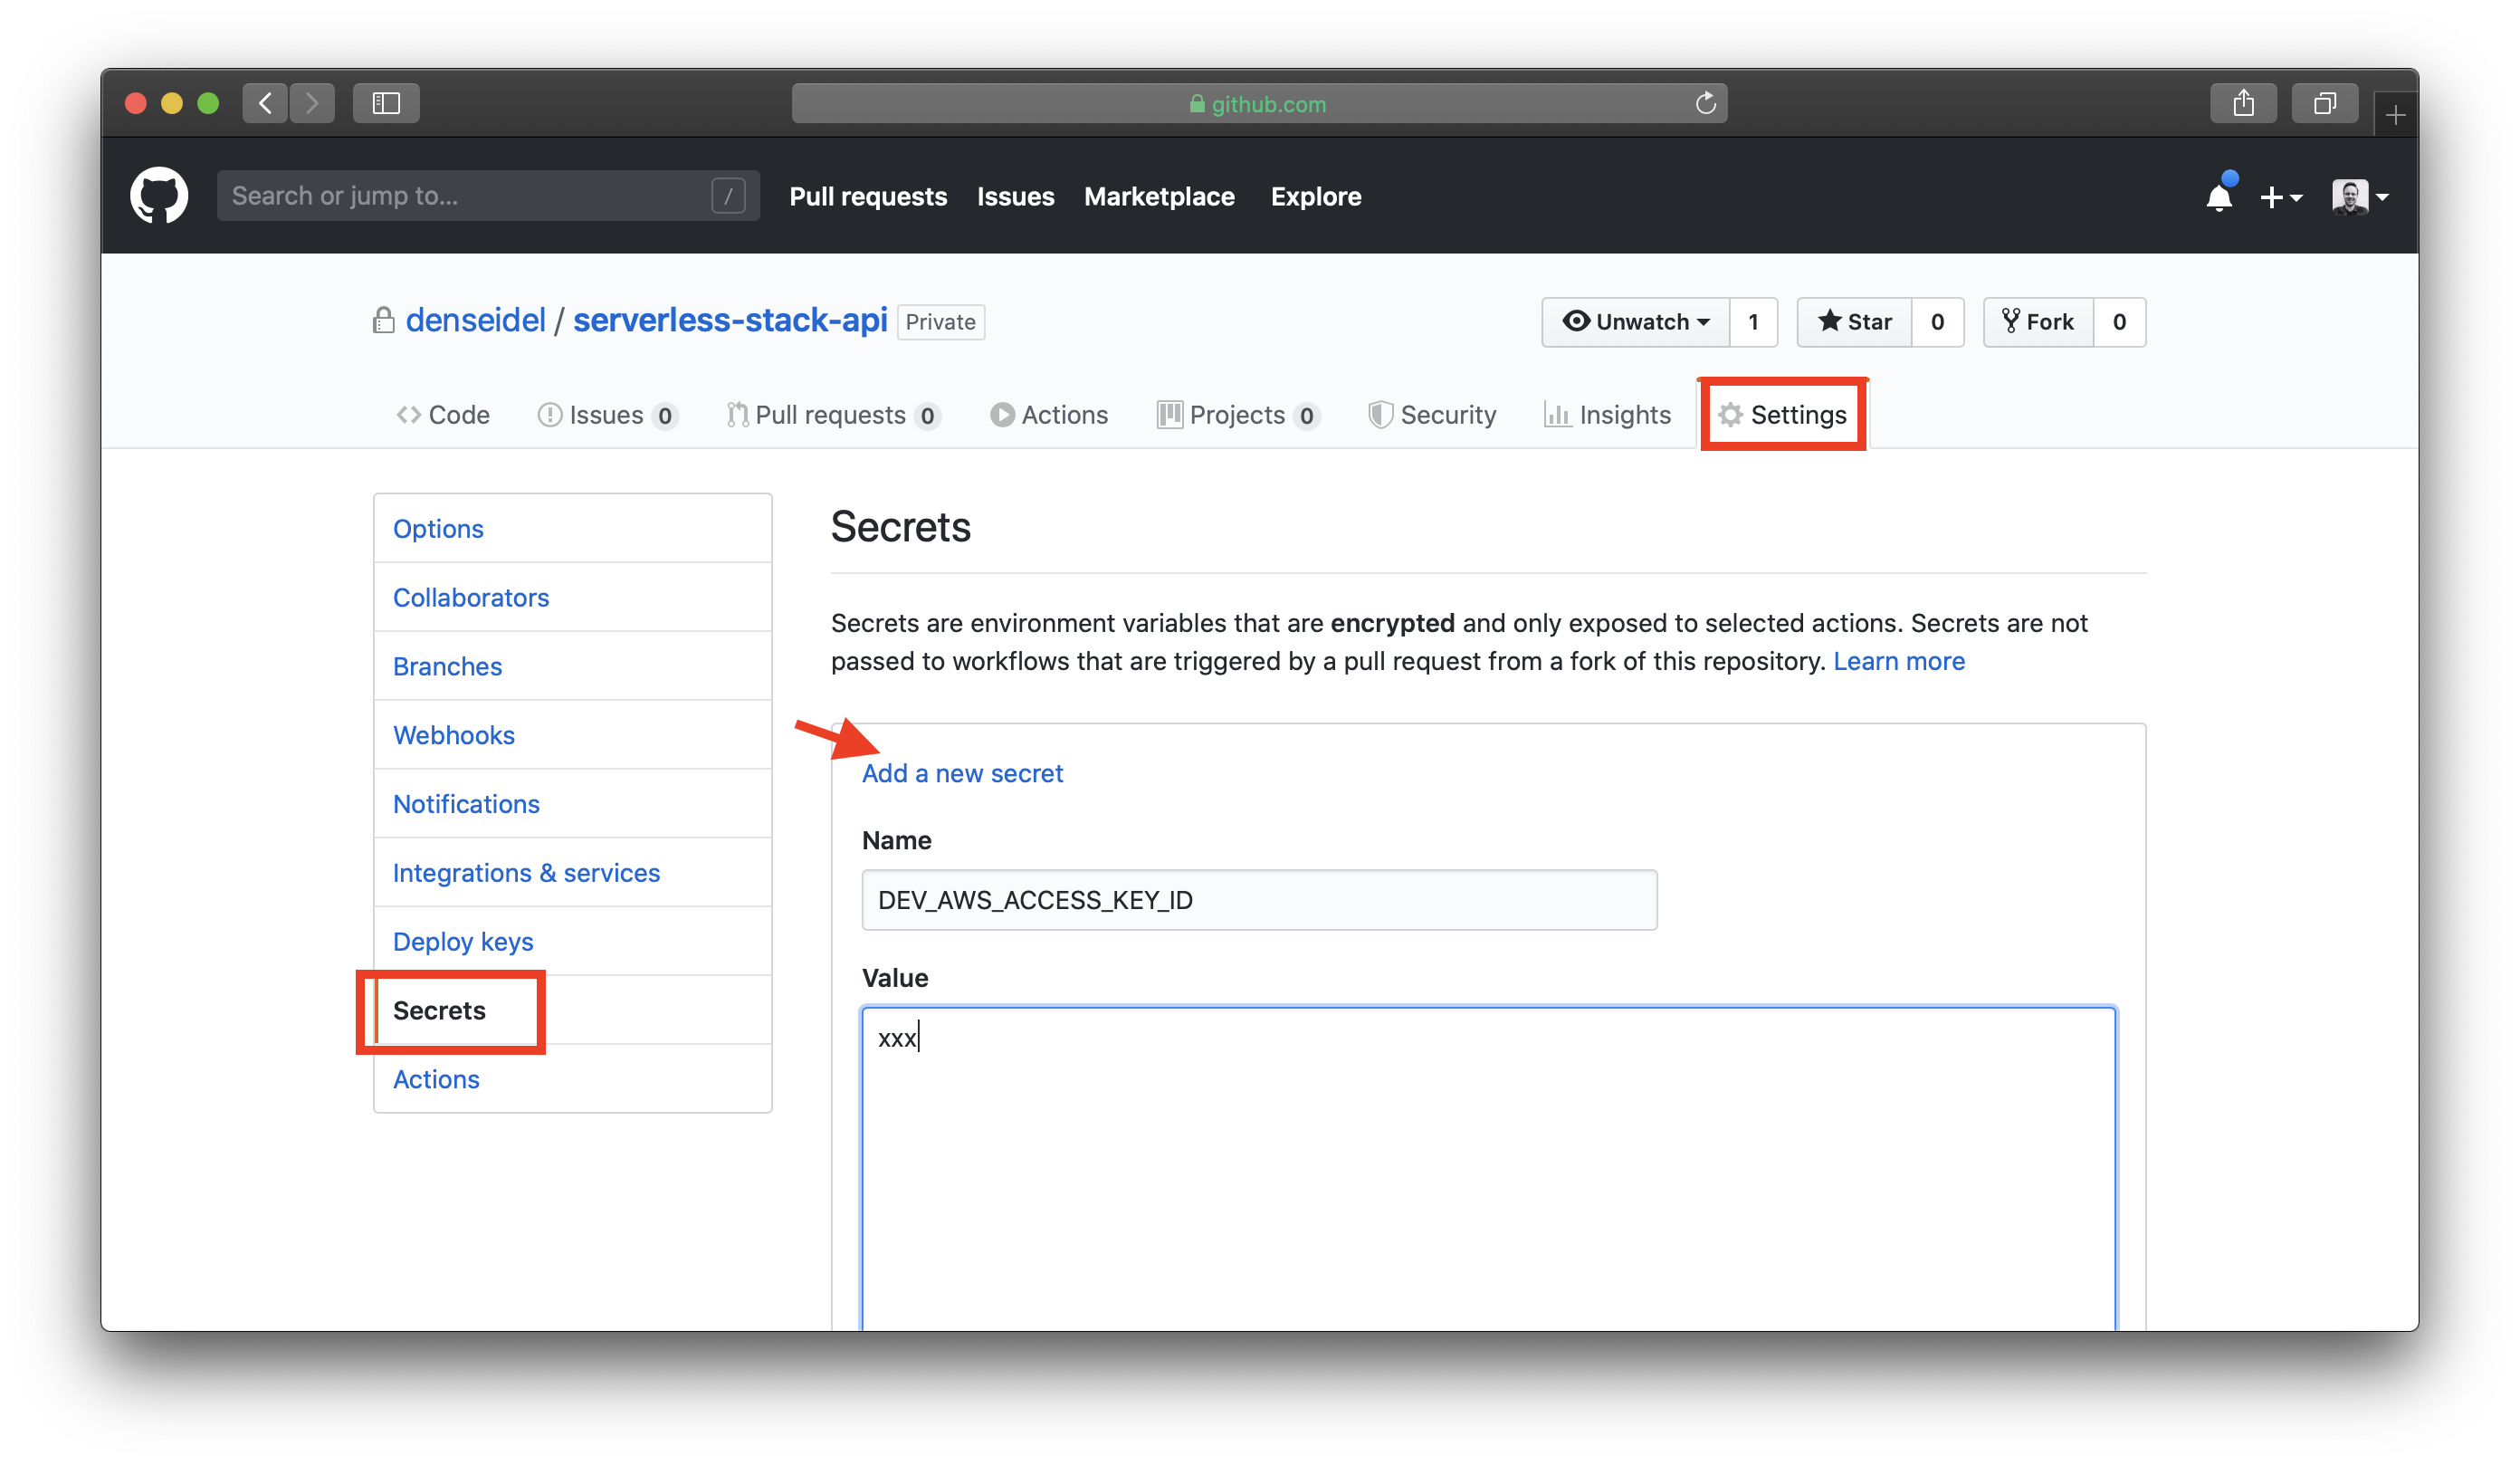 github.com
Search or jump to... /
Pull requests Issues Marketplace Explore
denseidel / serverless-stack-api Private
Unwatch 1 Star 0 Fork 0
Code Issues 0 Pull requests 0 Actions Projects 0 Security Insights Settings
Options
Collaborators
Branches
Webhooks
Notifications
Integrations & services
Deploy keys
Secrets
Actions
Secrets
Secrets are environment variables that are encrypted and only exposed to selected actions. Secrets are not
passed to workflows that are triggered by a pull request from a fork of this repository. Learn more
Add a new secret
Name
DEV_AWS_ACCESS_KEY_ID
Value
xxx